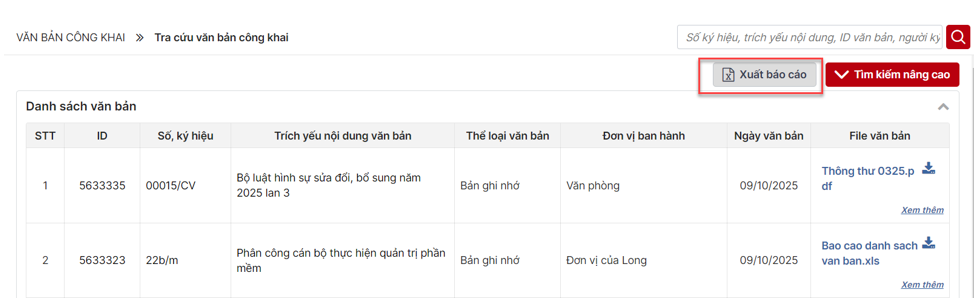 VĂN BẢN CÔNG KHAI » Tra cứu văn bản công khai
Số ký hiệu, trích yếu nội dung, ID văn bản, người ký
Xuất báo cáo
Tìm kiếm nâng cao
Danh sách văn bản
STT ID Số, ký hiệu Trích yếu nội dung văn bản Thể loại văn bản Đơn vị ban hành Ngày văn bản File văn bản
1 5633335 00015/CV Bộ luật hình sự sửa đổi, bổ sung năm 2025 lan 3 Bản ghi nhớ Văn phòng 09/10/2025 Thông thư 0325.pdf
Xem thêm
2 5633323 22b/m Phân công cán bộ thực hiện quản trị phần mềm Bản ghi nhớ Đơn vị của Long 09/10/2025 Bao cao danh sach van ban.xls
Xem thêm